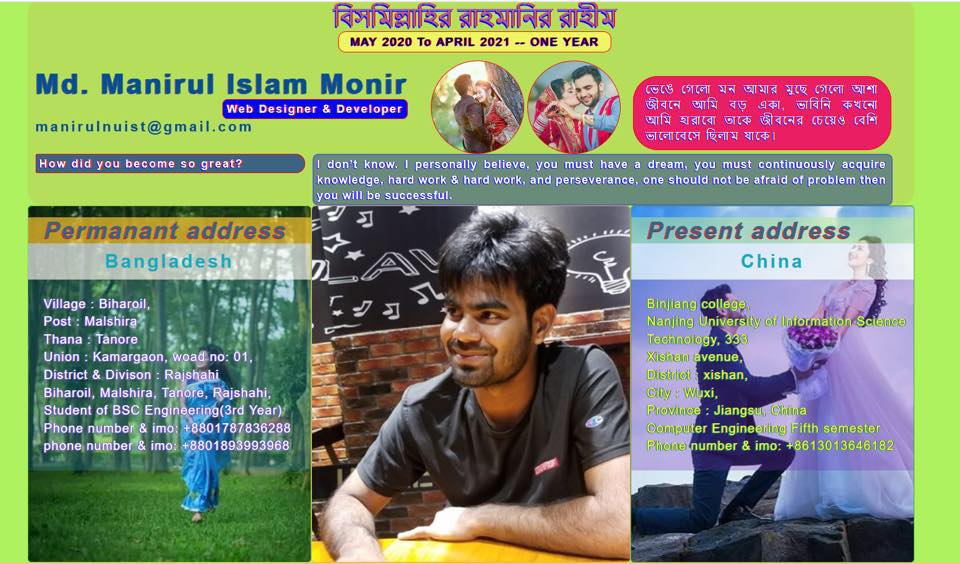 বিসমিল্লাহির রাহমানির রাহীম
MAY 2020 To APRIL 2021 -- ONE YEAR
Md. Manirul Islam Monir
Web Designer & Developer
manirulnuist@gmail.com
ভেঙে গেলো মন আমার মুছে গেলো আশা
জীবনে আমি বড় একা, ভাবিনি কখনো
আমি হারাবো তাকে জীবনের চেয়েও বেশি
ভালোবেসে ছিলাম যাকে।
How did you become so great?
I don't know. I personally believe, you must have a dream, you must continuously acquire
knowledge, hard work & hard work, and perseverance, one should not be afraid of problem then
you will be successful.
Permanant address
Bangladesh
Village : Biharoil,
Post : Malshira
Thana : Tanore
Union : Kamargaon, woad no: 01,
District & Divison : Rajshahi
Biharoil, Malshira, Tanore, Rajshahi,
Student of BSC Engineering(3rd Year)
Phone number & imo: +8801787836288
phone number & imo: +8801893993968
Present address
China
Binjiang college,
Nanjing University of Information Science
Technology, 333
Xishan avenue,
District : xishan,
City : Wuxi,
Province : Jiangsu, China
Computer Engineering Fifth semester
Phone number & imo: +8613013646182